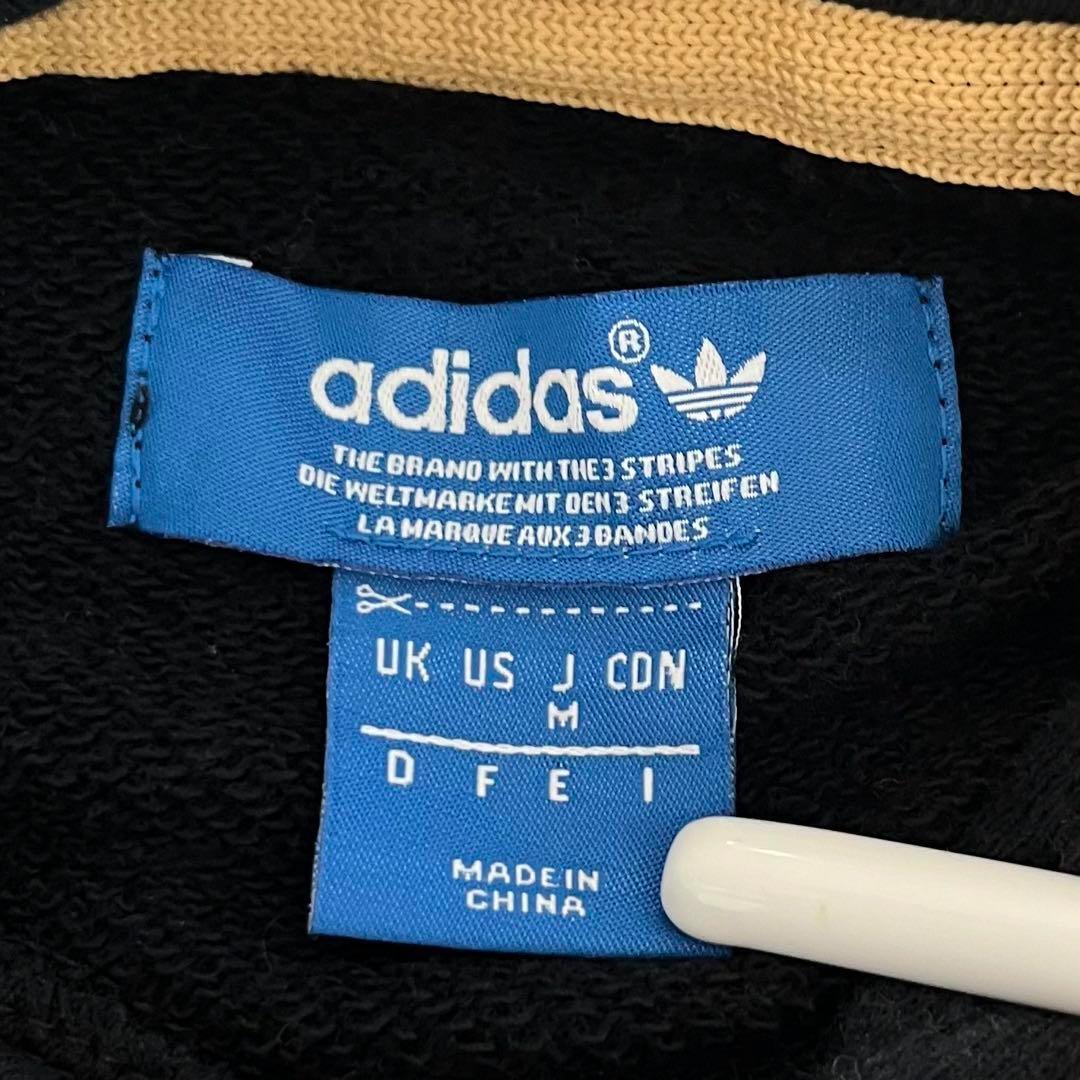 adidas®
THE BRAND WITH THE 3 STRIPES
DIE WELTMARKE MIT DEN 3 STREIFEN
LA MARQUE AUX 3 BANDES
UK US J CDN
M
D F E I
MADE IN
CHINA